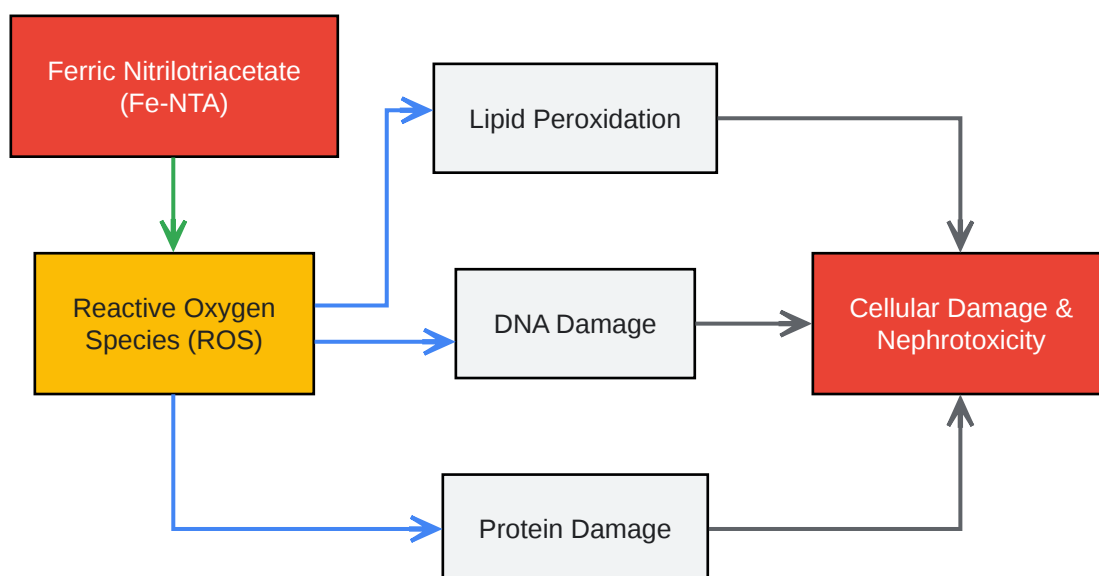 Ferric Nitrilotriacetate
(Fe-NTA)
Lipid Peroxidation
Reactive Oxygen
Species (ROS)
DNA Damage
Cellular Damage &
Nephrotoxicity
Protein Damage